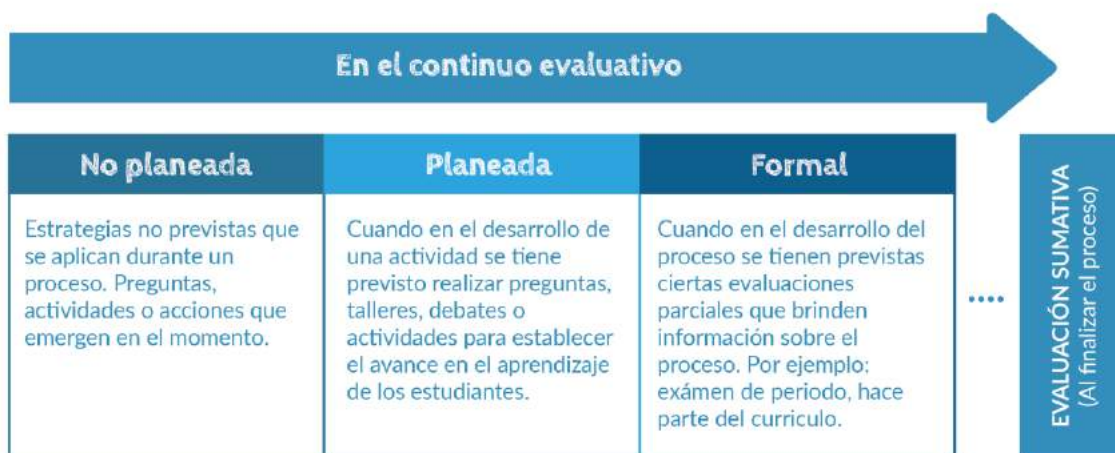 En el continuo evaluativo
No planeada
Estrategias no previstas que
se aplican durante un
proceso. Preguntas,
actividades o acciones que
emergen en el momento.
Planeada
Cuando en el desarrollo de
una actividad se tiene
previsto realizar preguntas,
talleres, debates o
actividades para establecer
el avance en el aprendizaje
de los estudiantes.
Formal
Cuando en el desarrollo del
proceso se tienen previstas
ciertas evaluaciones
parciales que brinden
información sobre el
proceso. Por ejemplo:
exámen de periodo, hace
parte del curriculo.
....
EVALUACIÓN SUMATIVA
(Al finalizar el proceso)